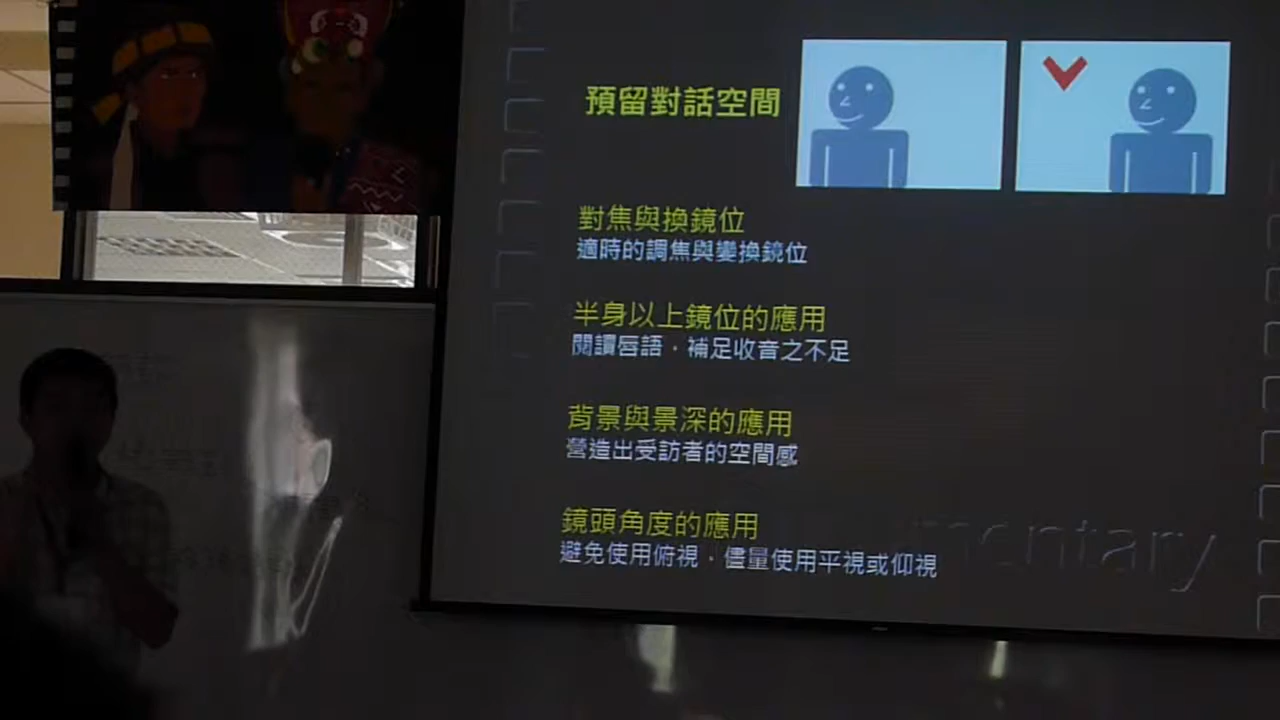 預留對話空間
對焦與換鏡位
適時的調焦與變換鏡位
半身以上鏡位的應用
閱讀唇語．補足收音之不足
背景與景深的應用
營造出受訪者的空間感
鏡頭角度的應用
避免使用俯視．儘量使用平視或仰視
mentary